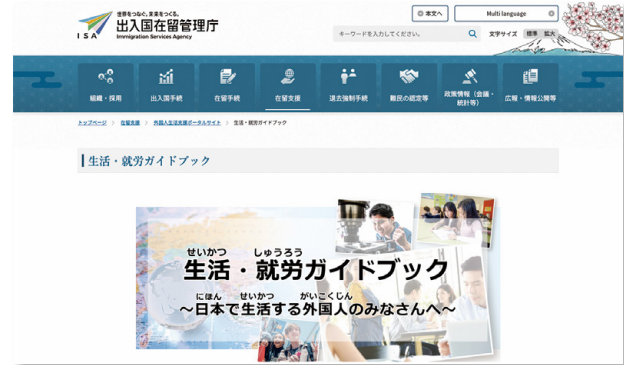 世界をつなぐ。未来をつくる。
出入国在留管理庁
ISA Immigration Services Agency
本文へ
Multi language
キーワードを入力してください。
文字サイズ 標準 拡大
組織・採用
出入国手続
在留手続
在留支援
退去強制手続
難民の認定等
政策情報(会議・
統計等)
広報・情報公開等
トップページ > 在留支援 > 外国人生活支援ポータルサイト > 生活・就労ガイドブック
生活・就労ガイドブック
せいかつ しゅうろう
生活・就労ガイドブック
にほん せいかつ がいこくじん
～日本で生活する外国人のみなさんへ～